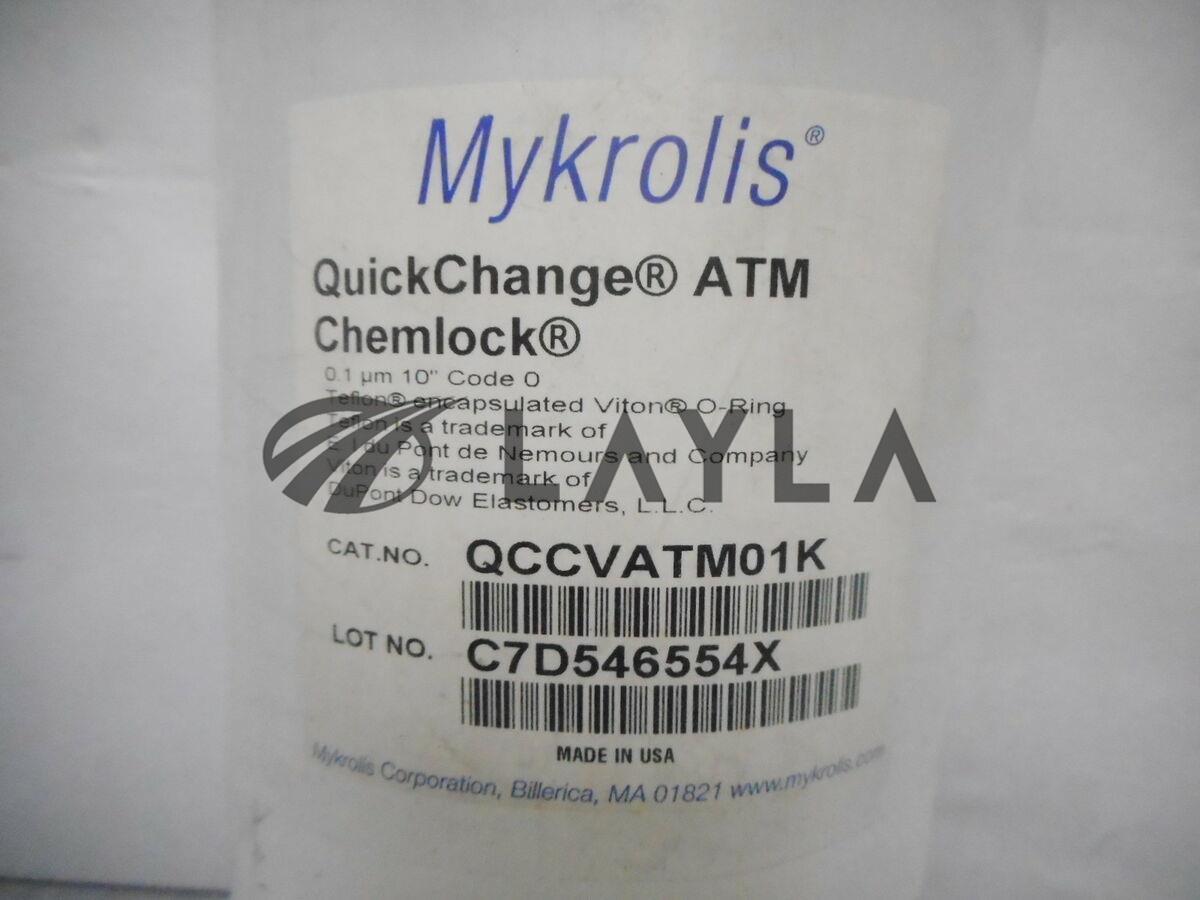 Mykrolis®
QuickChange® ATM
Chemlock®
0.1 µm 10" Code 0
Teflon® encapsulated Viton® O-Ring
Teflon is a trademark of
E. I du Pont de Nemours and Company
Viton is a trademark of
DuPont Dow Elastomers, L.L.C.
LAYLA
CAT.NO. QCCVATM01K
LOT NO. C7D546554X
MADE IN USA
Mykrolis Corporation, Billerica, MA 01821 www.mykrolis.com